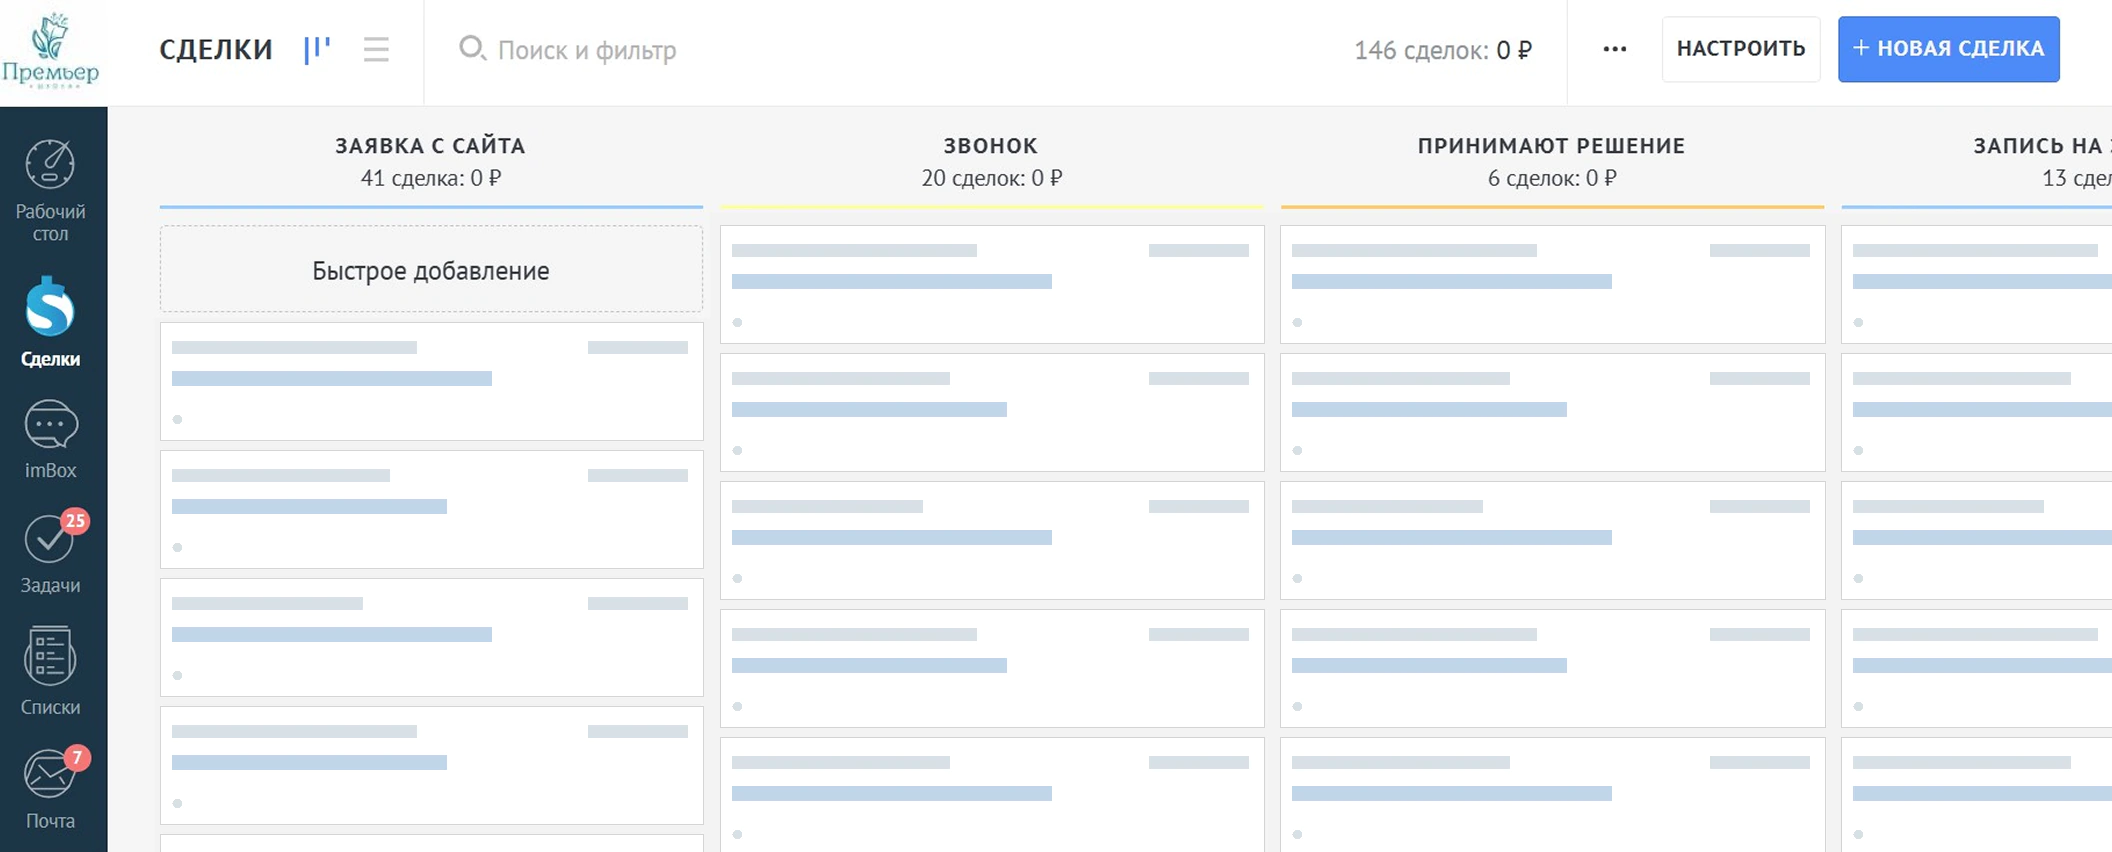 Премьер
СДЕЛКИ
Поиск и фильтр
146 сделок: 0 ₽
НАСТРОИТЬ
+ НОВАЯ СДЕЛКА
Рабочий
стол
Сделки
imBox
25
Задачи
Списки
7
Почта
ЗАЯВКА С САЙТА
41 сделка: 0 ₽
Быстрое добавление
ЗВОНОК
20 сделок: 0 ₽
ПРИНИМАЮТ РЕШЕНИЕ
6 сделок: 0 ₽
ЗАПИСЬ НА
13